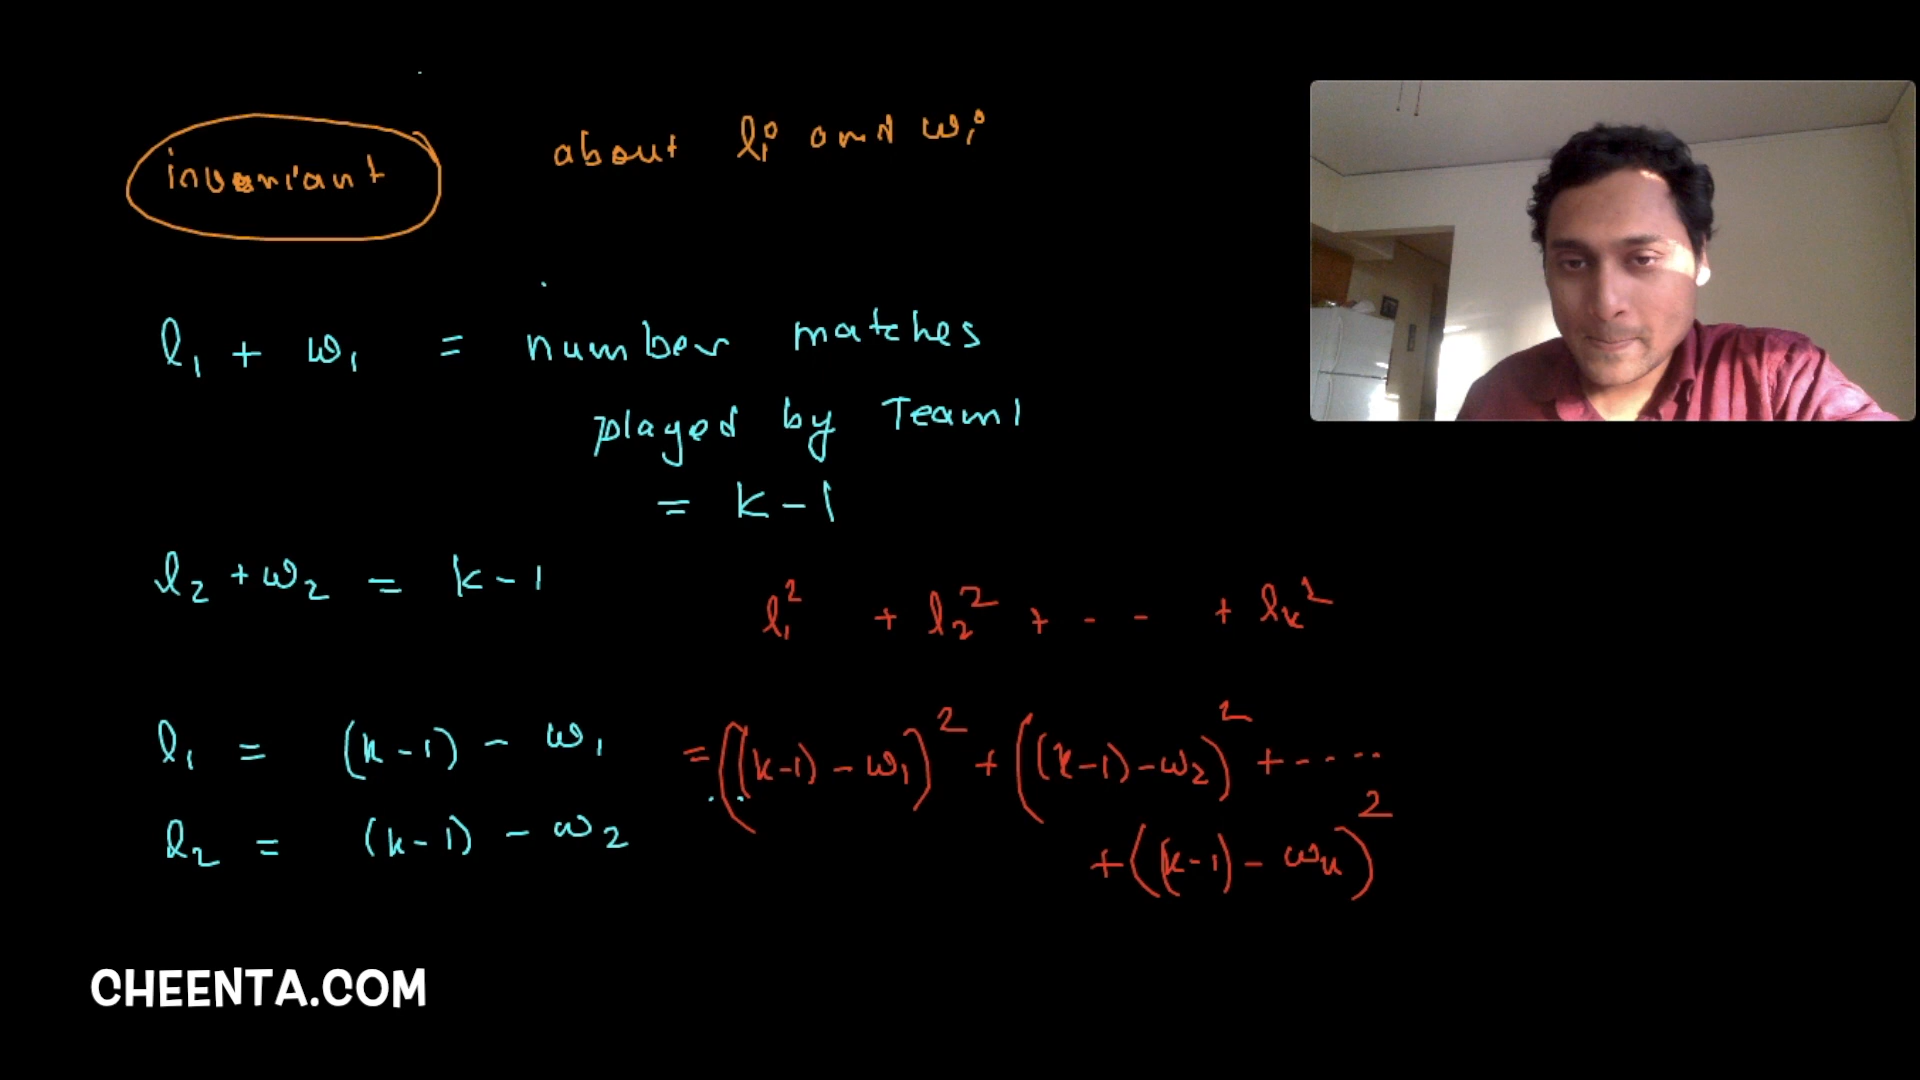 invariant about lᵢ and wᵢ
l₁ + w₁ = number matches
played by Team1
= k-1
l₂ + w₂ = k-1
l₁² + l₂² + - - + lₖ²
l₁ = (k-1) - w₁
= ((k-1) - w₁)² + ((k-1) - w₂)² + ·····
l₂ = (k-1) - w₂
+ ((k-1) - wₖ)²
CHEENTA.COM